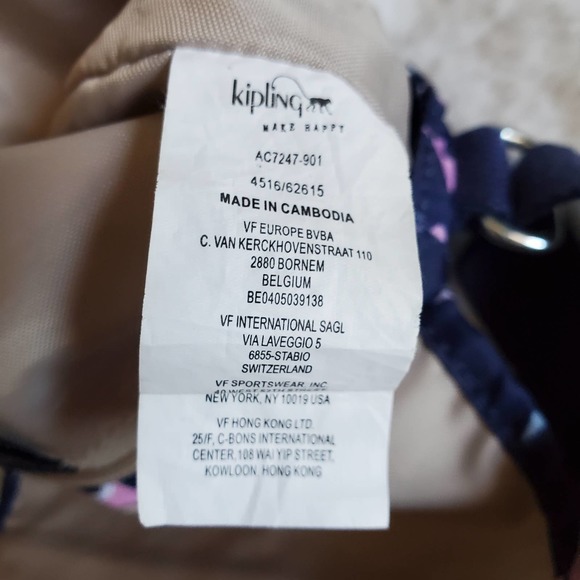 kipling
MAKE HAPPY
AC7247-901
4516/62615
MADE IN CAMBODIA
VF EUROPE BVBA
C. VAN KERCKHOVENSTRAAT 110
2880 BORNEM
BELGIUM
BE0405039138
VF INTERNATIONAL SAGL
VIA LAVEGGIO 5
6855-STABIO
SWITZERLAND
VF SPORTSWEAR, INC.
NEW YORK, NY 10019 USA
VF HONG KONG LTD.
25/F, C-BONS INTERNATIONAL
CENTER, 108 WAI YIP STREET,
KOWLOON, HONG KONG